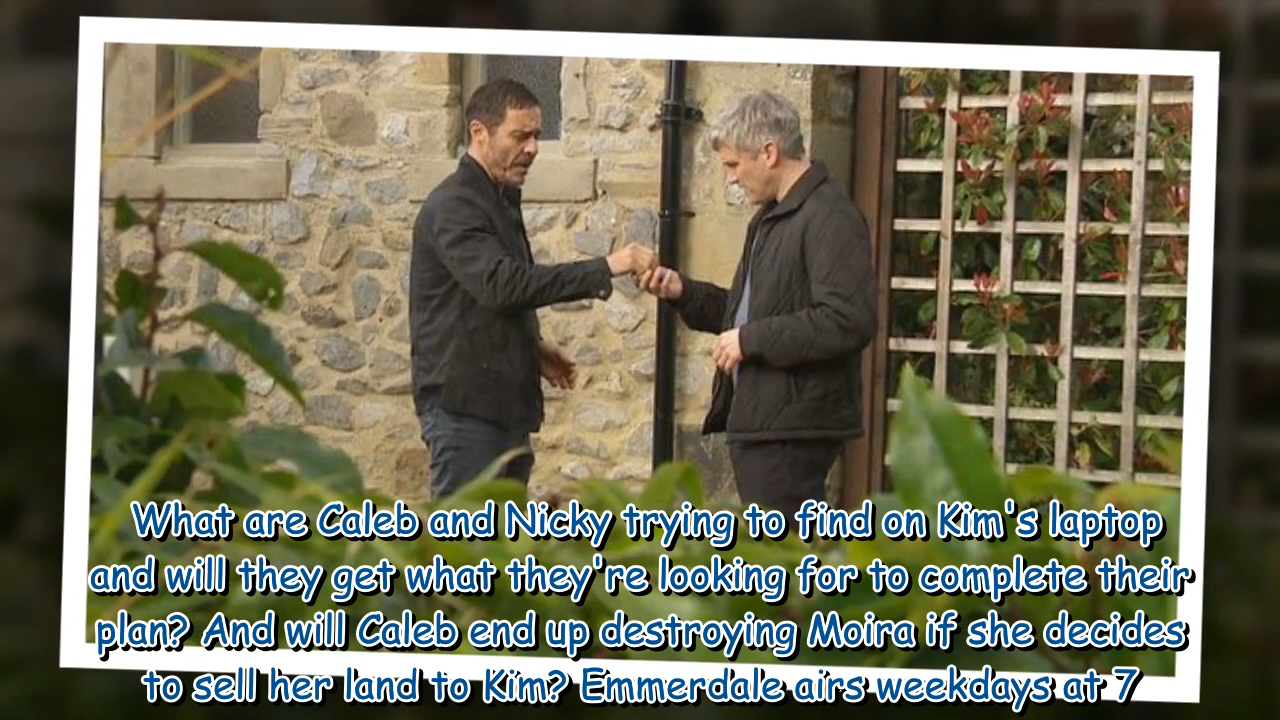 What are Caleb and Nicky trying to find on Kim's laptop
and will they get what they're looking for to complete their
plan? And will Caleb end up destroying Moira if she decides
to sell her land to Kim? Emmerdale airs weekdays at 7